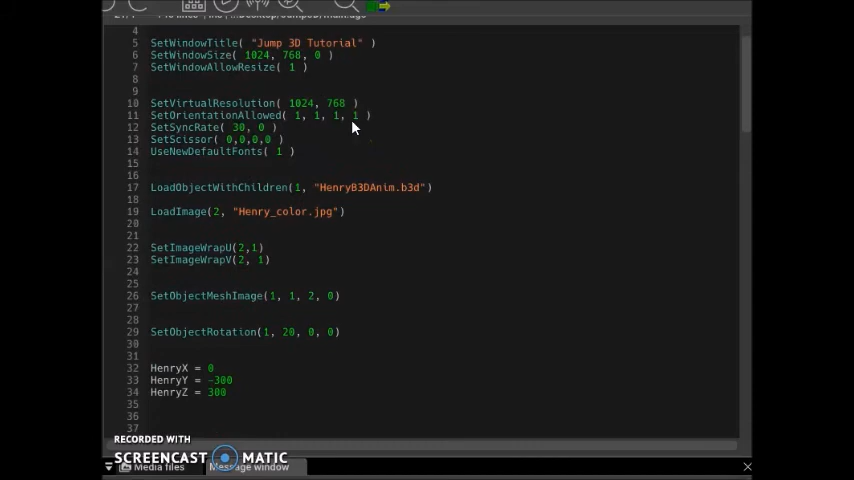 4
5 SetWindowTitle( "Jump 3D Tutorial" )
6 SetWindowSize( 1024, 768, 0 )
7 SetWindowAllowResize( 1 )
8
9
10 SetVirtualResolution( 1024, 768 )
11 SetOrientationAllowed( 1, 1, 1, 1 )
12 SetSyncRate( 30, 0 )
13 SetScissor( 0,0,0,0 )
14 UseNewDefaultFonts( 1 )
15
16
17 LoadObjectWithChildren(1, "HenryB3DAnim.b3d")
18
19 LoadImage(2, "Henry_color.jpg")
20
21
22 SetImageWrapU(2,1)
23 SetImageWrapV(2, 1)
24
25
26 SetObjectMeshImage(1, 1, 2, 0)
27
28
29 SetObjectRotation(1, 20, 0, 0)
30
31
32 HenryX = 0
33 HenryY = -300
34 HenryZ = 300
35
36
37
RECORDED WITH
SCREENCAST MATIC
Media files Message window